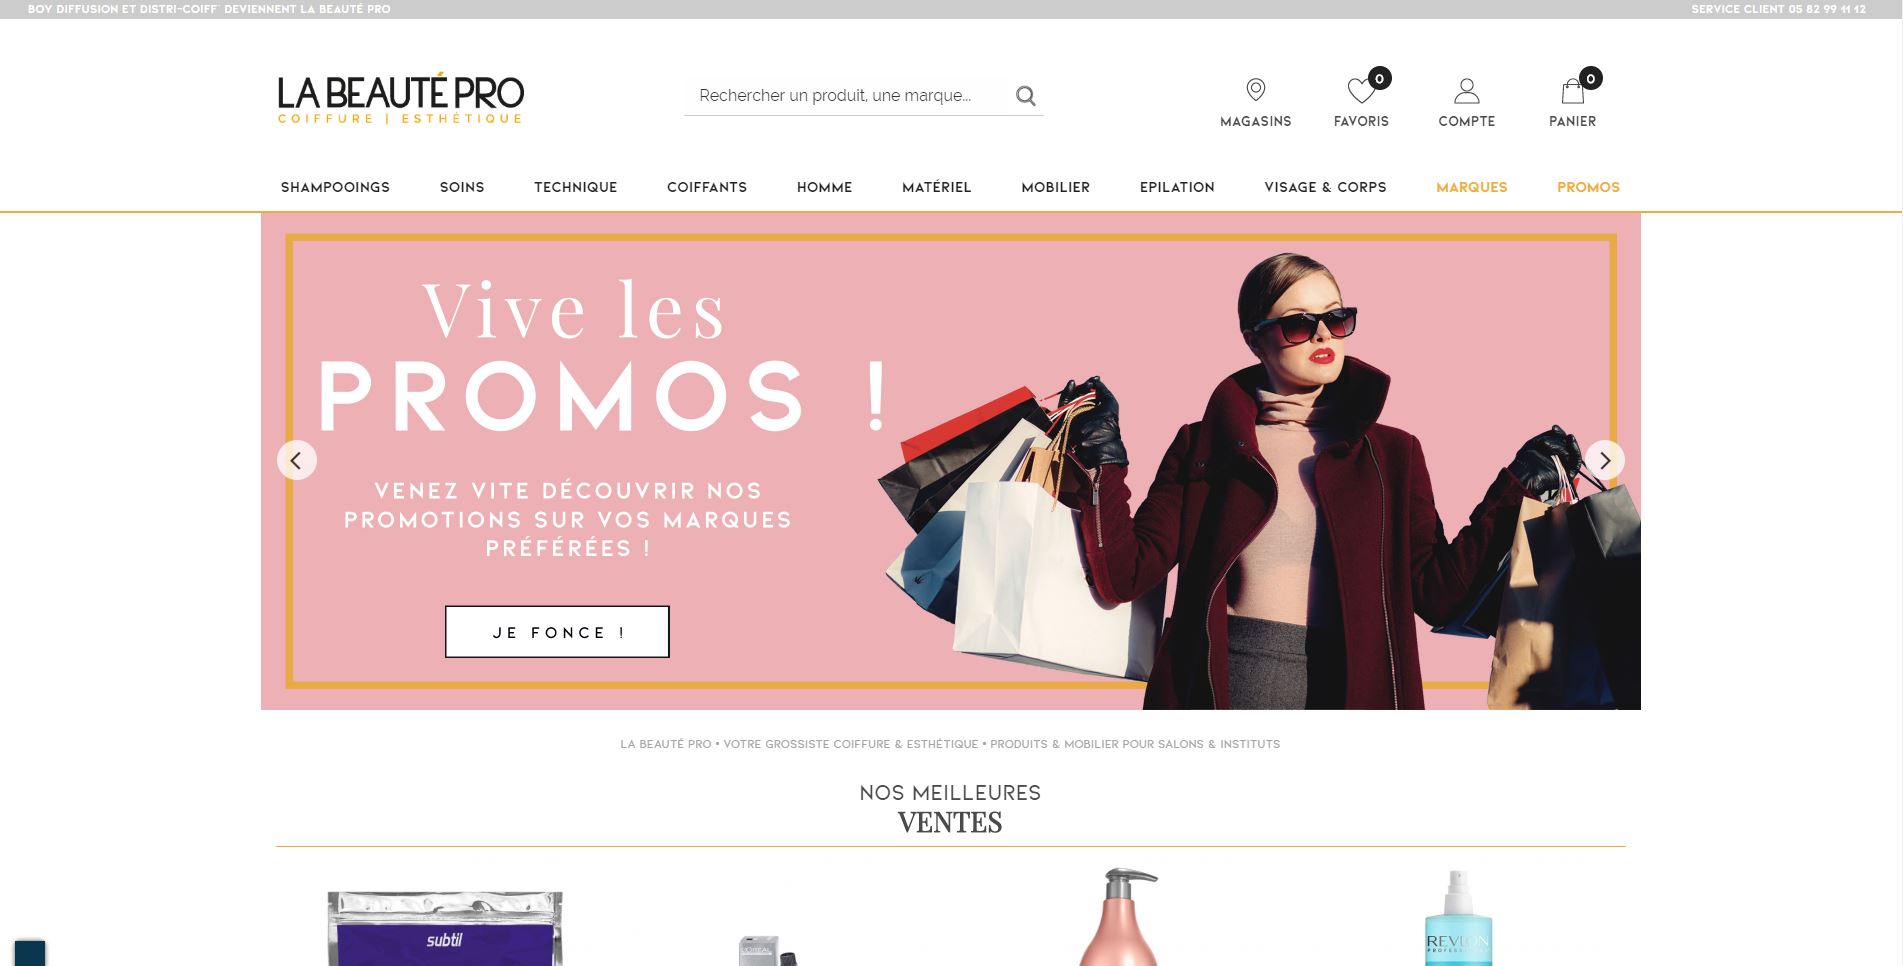 BOY DIFFUSION ET DISTRI-COIFF' DEVIENNENT LA BEAUTÉ PRO
SERVICE CLIENT 05 82 99 11 12
LA BEAUTÉ PRO
COIFFURE | ESTHÉTIQUE
Rechercher un produit, une marque...
0
0
MAGASINS
FAVORIS
COMPTE
PANIER
SHAMPOOINGS
SOINS
TECHNIQUE
COIFFANTS
HOMME
MATÉRIEL
MOBILIER
EPILATION
VISAGE & CORPS
MARQUES
PROMOS
Vive les
PROMOS !
VENEZ VITE DÉCOUVRIR NOS
PROMOTIONS SUR VOS MARQUES
PRÉFÉRÉES !
JE FONCE !
LA BEAUTÉ PRO • VOTRE GROSSISTE COIFFURE & ESTHÉTIQUE • PRODUITS & MOBILIER POUR SALONS & INSTITUTS
NOS MEILLEURES
VENTES
subtil
L'ORÉAL
REVLON
PROFESSIONAL